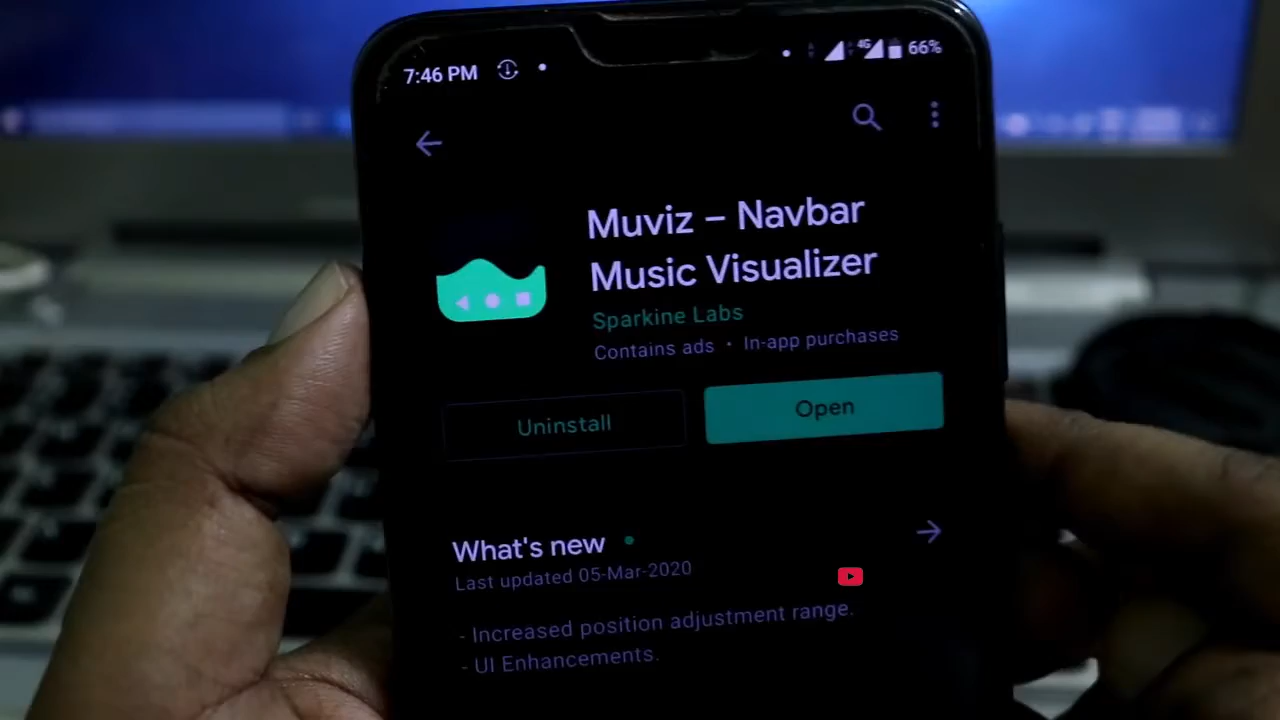 7:46 PM
4G 66%
Muviz – Navbar
Music Visualizer
Sparkine Labs
Contains ads • In-app purchases
Uninstall
Open
What's new
Last updated 05-Mar-2020
- Increased position adjustment range.
- UI Enhancements.